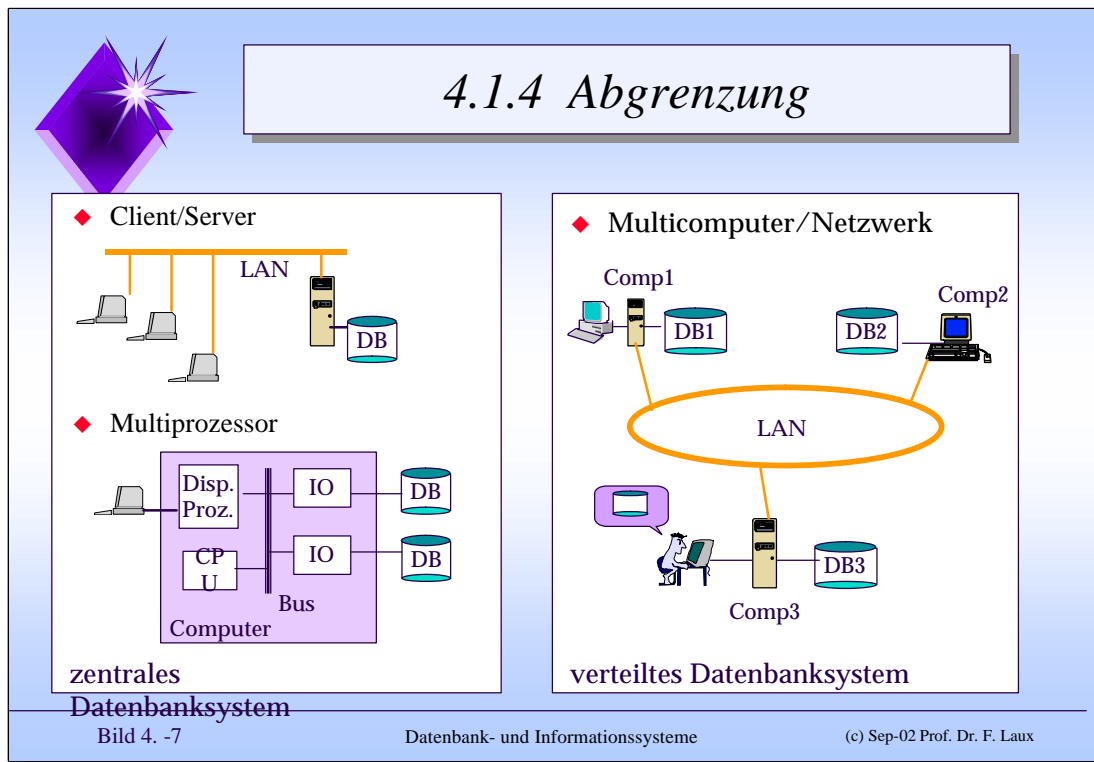 4.1.4 Abgrenzung
Client/Server
LAN
DB
Multiprozessor
Disp.
Proz.
IO
DB
CP
U
IO
DB
Bus
Computer
zentrales
Datenbanksystem
Multicomputer/Netzwerk
Comp1
Comp2
DB1
DB2
LAN
DB3
Comp3
verteiltes Datenbanksystem
Bild 4. -7
Datenbank- und Informationssysteme
(c) Sep-02 Prof. Dr. F. Laux